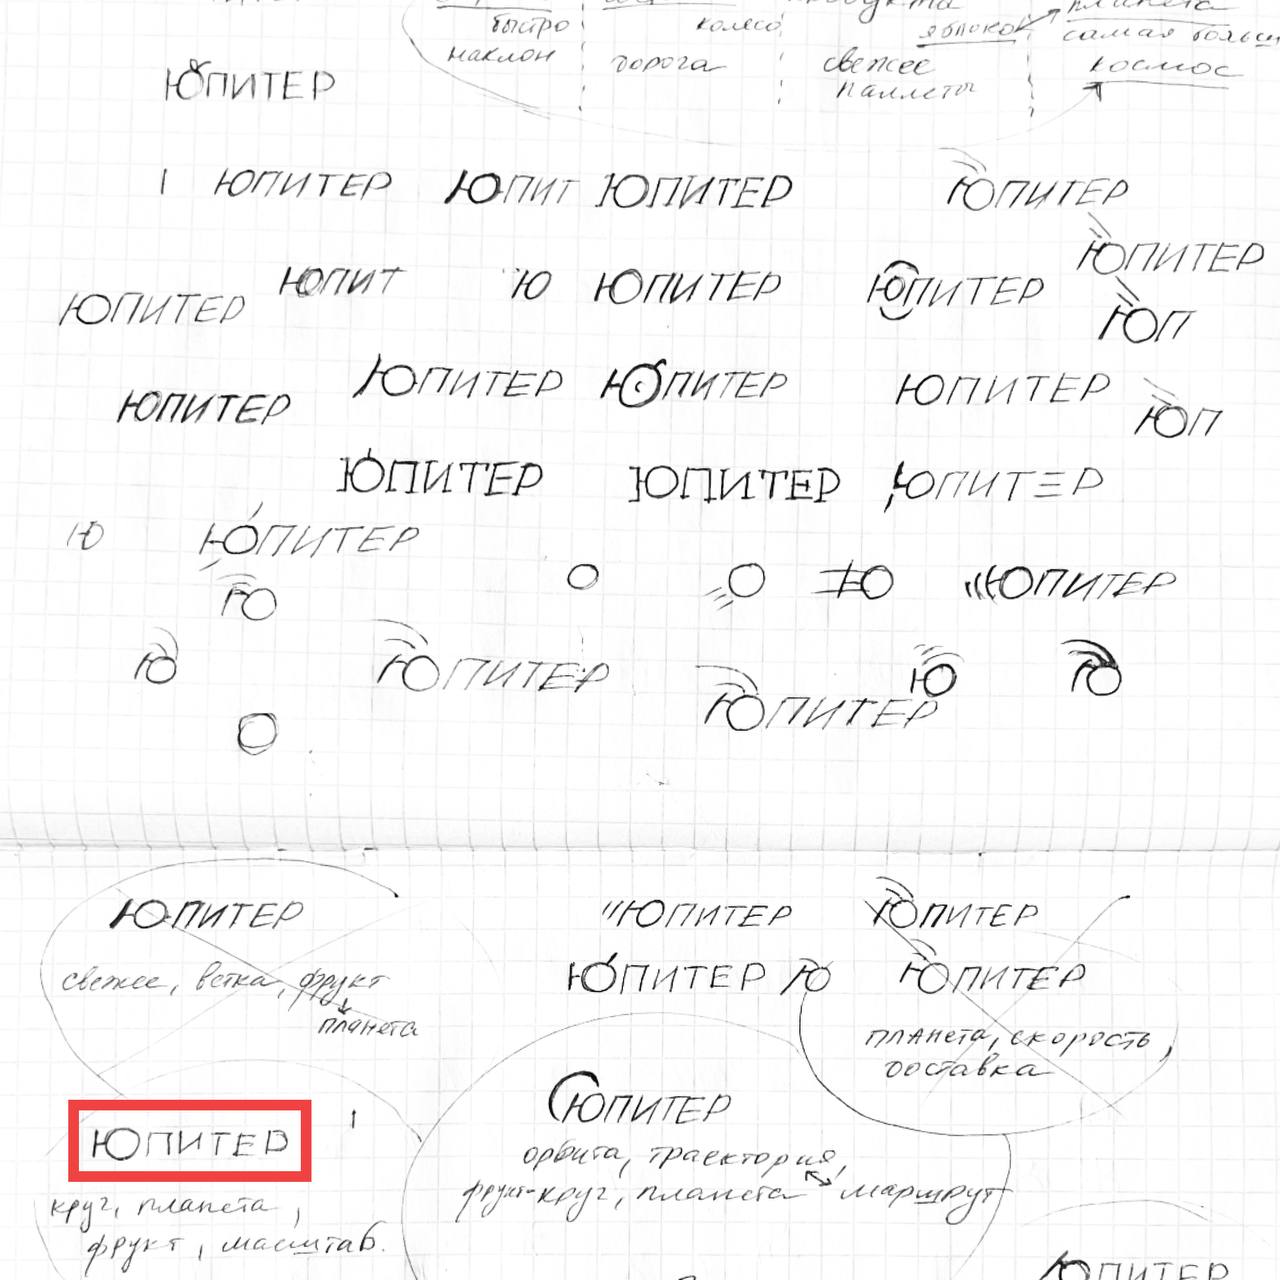 быстро
наклон
колесо
дорога
продукта
яблоко
свежее
паллеты
планета
самая больш
космос
ЮПИТЕР
ЮПИТЕР
ЮПИТ
ЮПИТЕР
ЮПИТЕР
ЮПИТЕР
ЮПИТЕР
ЮПИТ
Ю
ЮПИТЕР
ЮПИТЕР
ЮП
ЮПИТЕР
ЮПИТЕР
ЮПИТЕР
ЮПИТЕР
ЮП
ЮПИТЕР
ЮПИТЕР
ЮПИТЕР
Ю
ЮПИТЕР
Ю
ЮПИТЕР
Ю
ЮПИТЕР
ЮПИТЕР
Ю
Ю
ЮПИТЕР
свежее, ветка, фрукт
планета
ЮПИТЕР
ЮПИТЕР
ЮПИТЕР Ю
ЮПИТЕР
планета, скорость,
доставка
ЮПИТЕР
круг, планета,
фрукт, масштаб.
ЮПИТЕР
орбита, траектория,
фрукт-круг, планета маршрут
ЮПИТЕР